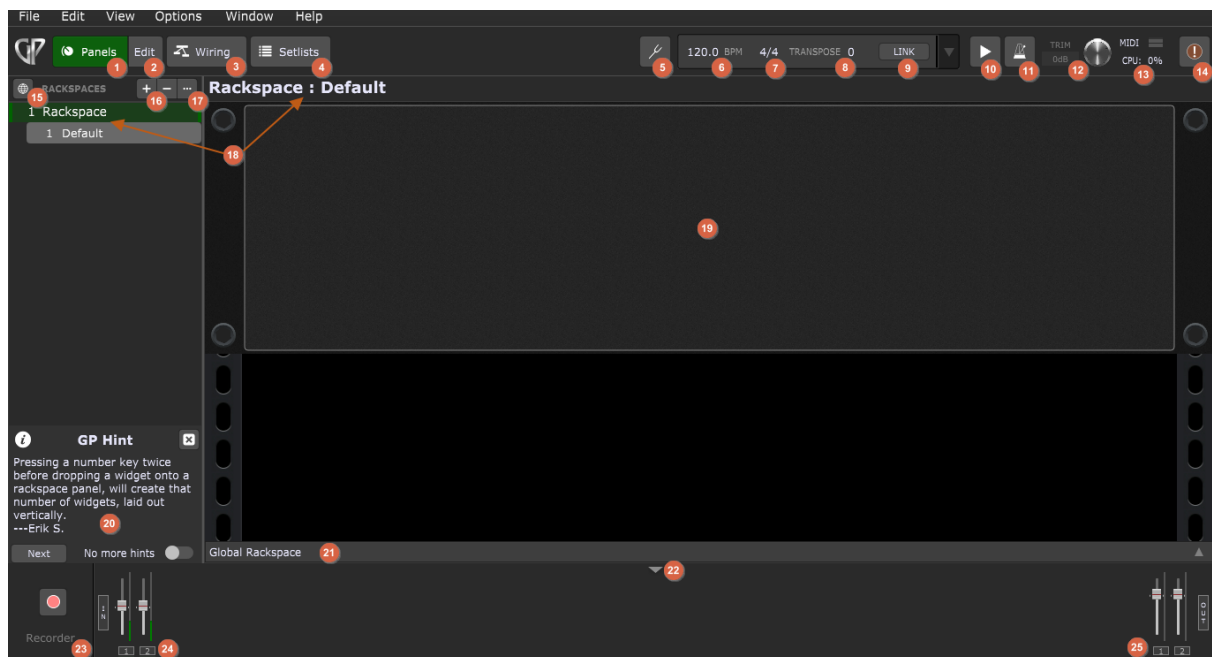 File Edit View Options Window Help
GP Panels Edit Wiring Setlists 120.0 BPM 4/4 TRANSPOSE 0 LINK TRIM 0dB MIDI CPU: 0%
1 2 3 4 5 6 7 8 9 10 11 12 13 14
RACKSPACES + − ... Rackspace : Default
15 16 17
1 Rackspace
1 Default
18
19
i GP Hint
Pressing a number key twice
before dropping a widget onto a
rackspace panel, will create that
number of widgets, laid out
vertically.
---Erik S.
20
Next No more hints Global Rackspace 21
22
IN OUT
Recorder
23 1 2 24 25 1 2